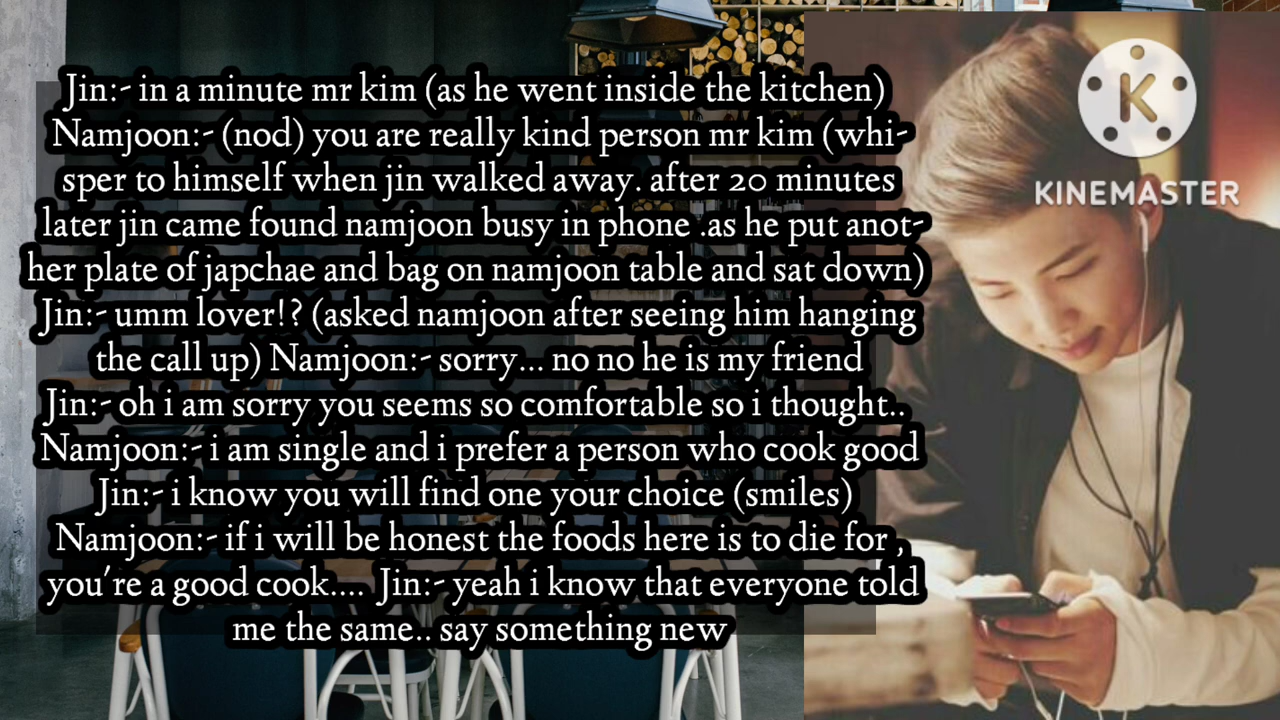 Jin:- in a minute mr kim (as he went inside the kitchen)
Namjoon:- (nod) you are really kind person mr kim (whi-
sper to himself when jin walked away. after 20 minutes
later jin came found namjoon busy in phone .as he put anot-
her plate of japchae and bag on namjoon table and sat down)
Jin:- umm lover!? (asked namjoon after seeing him hanging
the call up) Namjoon:- sorry... no no he is my friend
Jin:- oh i am sorry you seems so comfortable so i thought..
Namjoon:- i am single and i prefer a person who cook good
Jin:- i know you will find one your choice (smiles)
Namjoon:- if i will be honest the foods here is to die for ,
you're a good cook.... Jin:- yeah i know that everyone told
me the same.. say something new
K
KINEMASTER